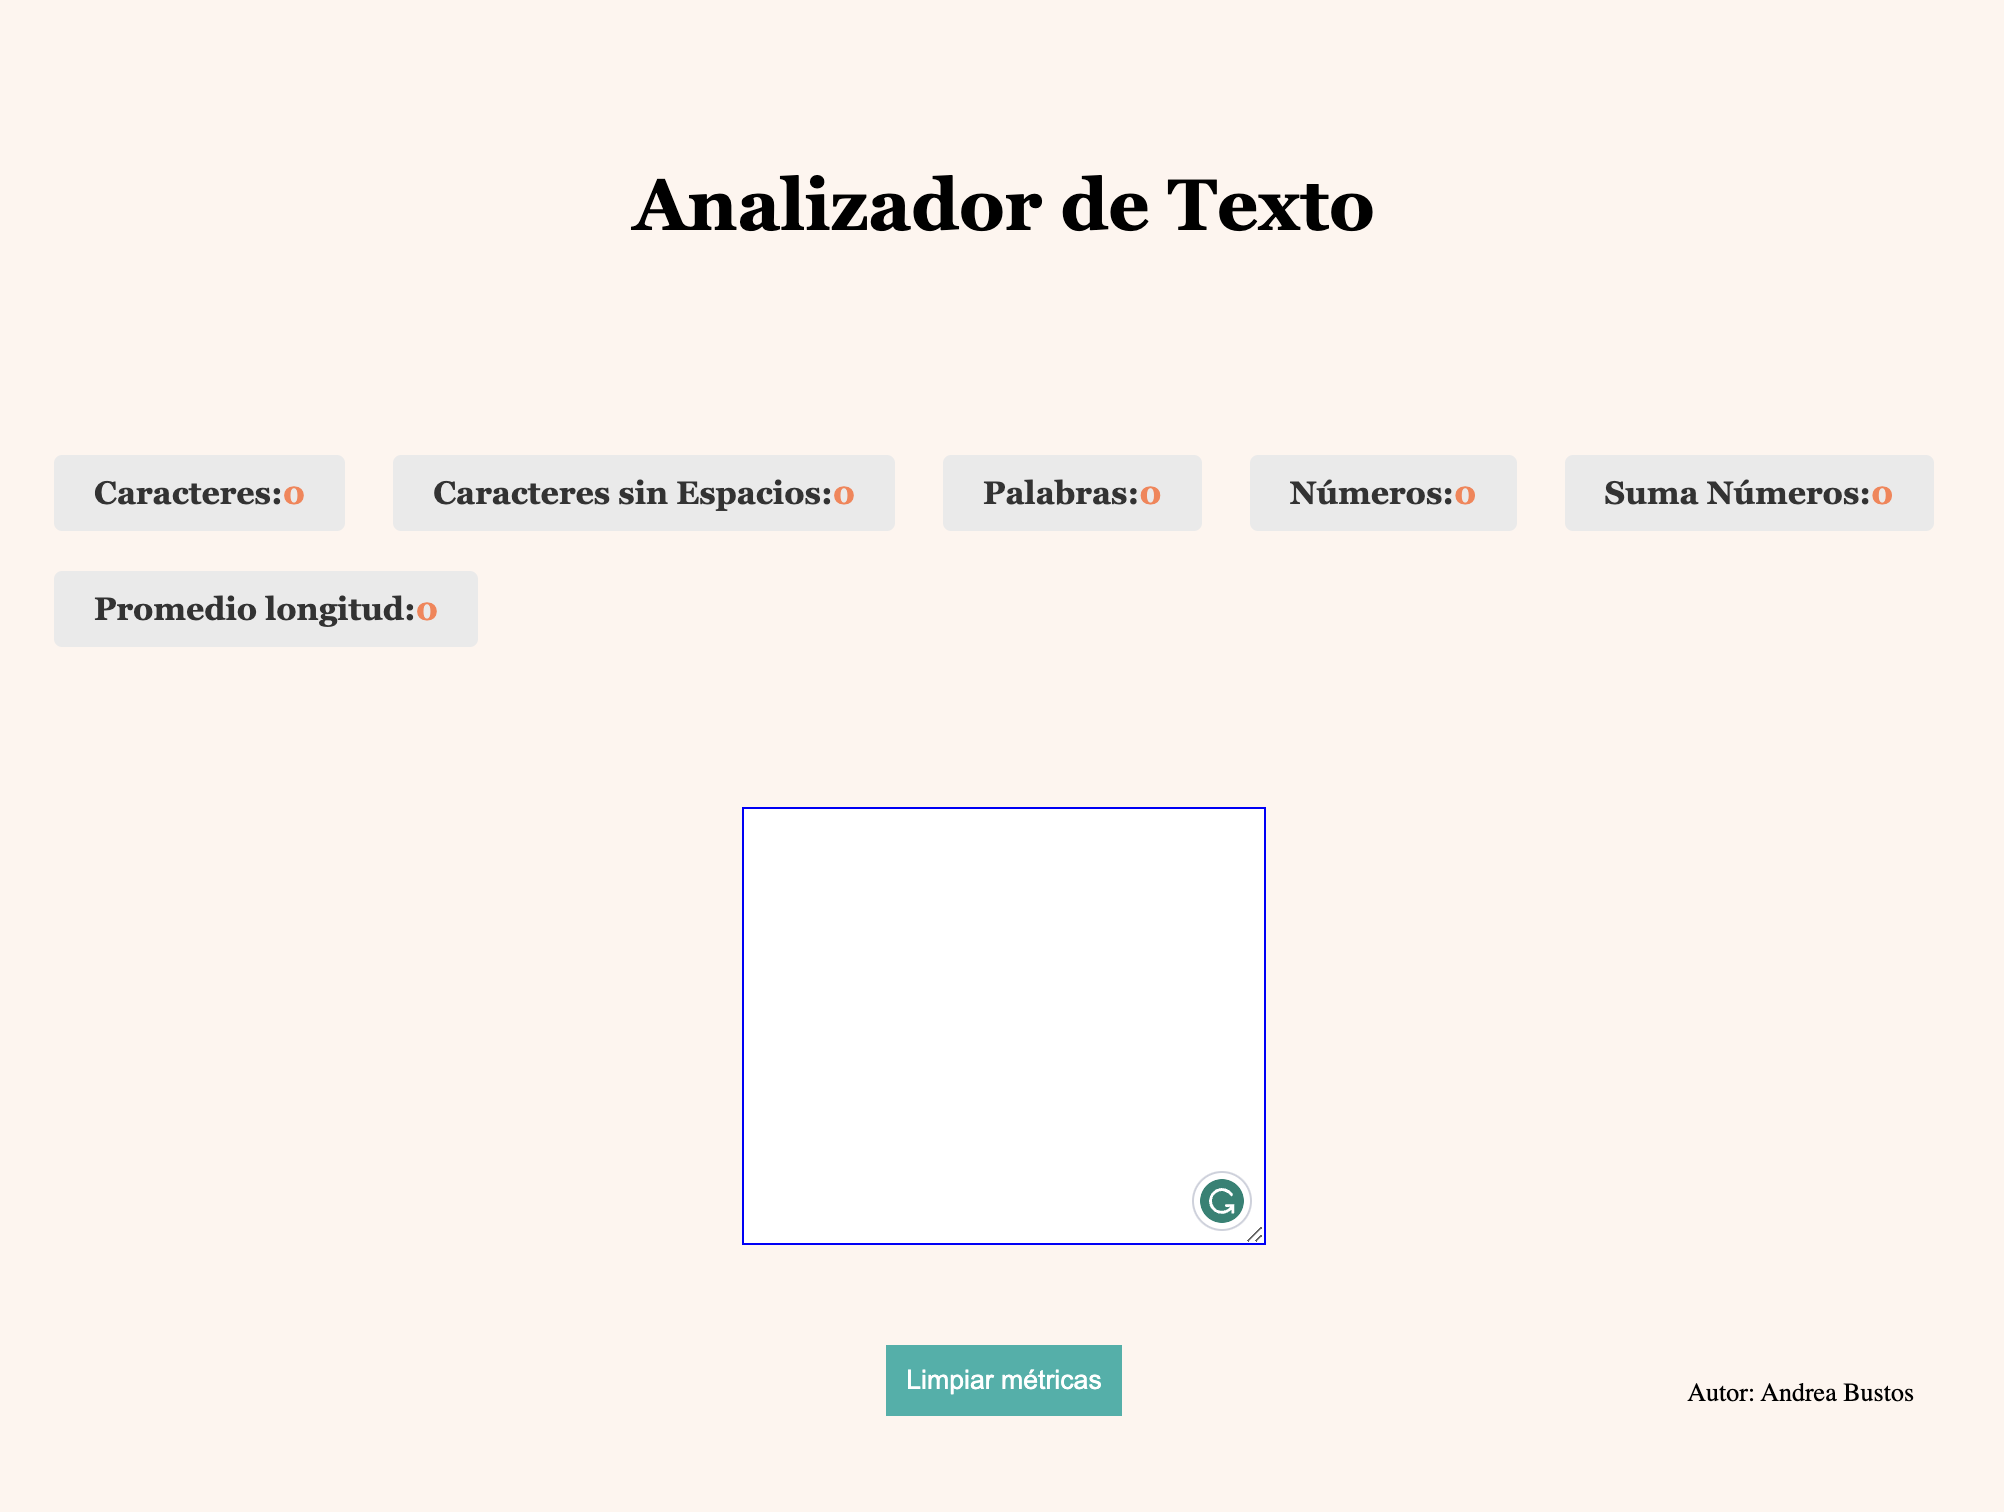 Analizador de Texto
Caracteres:0 Caracteres sin Espacios:0 Palabras:0 Números:0 Suma Números:0
Promedio longitud:0
Limpiar métricas
Autor: Andrea Bustos